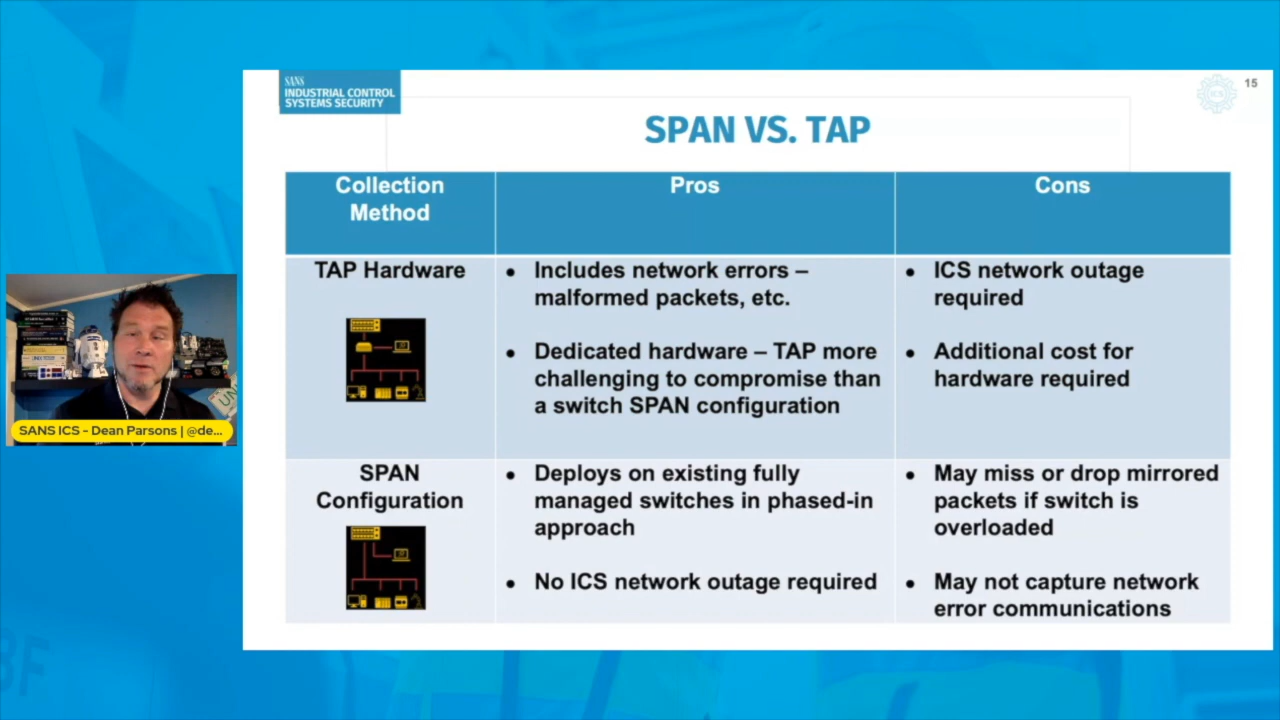 SANS
INDUSTRIAL CONTROL
SYSTEMS SECURITY
ICS
15
SPAN VS. TAP
Collection
Method
Pros
Cons
TAP Hardware
• Includes network errors –
malformed packets, etc.
• Dedicated hardware – TAP more
challenging to compromise than
a switch SPAN configuration
• ICS network outage
required
• Additional cost for
hardware required
SPAN
Configuration
• Deploys on existing fully
managed switches in phased-in
approach
• No ICS network outage required
• May miss or drop mirrored
packets if switch is
overloaded
• May not capture network
error communications
SANS ICS - Dean Parsons | @de...